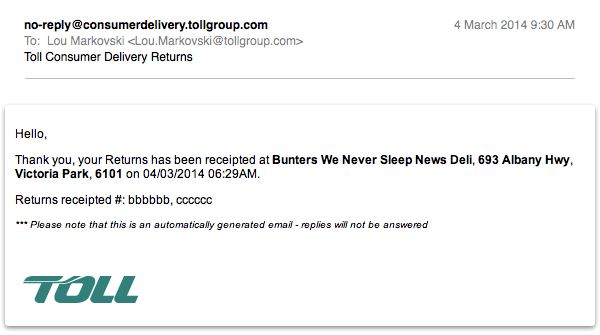 no-reply@consumerdelivery.tollgroup.com 4 March 2014 9:30 AM
To: Lou Markovski <Lou.Markovski@tollgroup.com>
Toll Consumer Delivery Returns
Hello,
Thank you, your Returns has been receipted at Bunters We Never Sleep News Deli, 693 Albany Hwy,
Victoria Park, 6101 on 04/03/2014 06:29AM.
Returns receipted #: bbbbbb, cccccc
*** Please note that this is an automatically generated email - replies will not be answered
TOLL